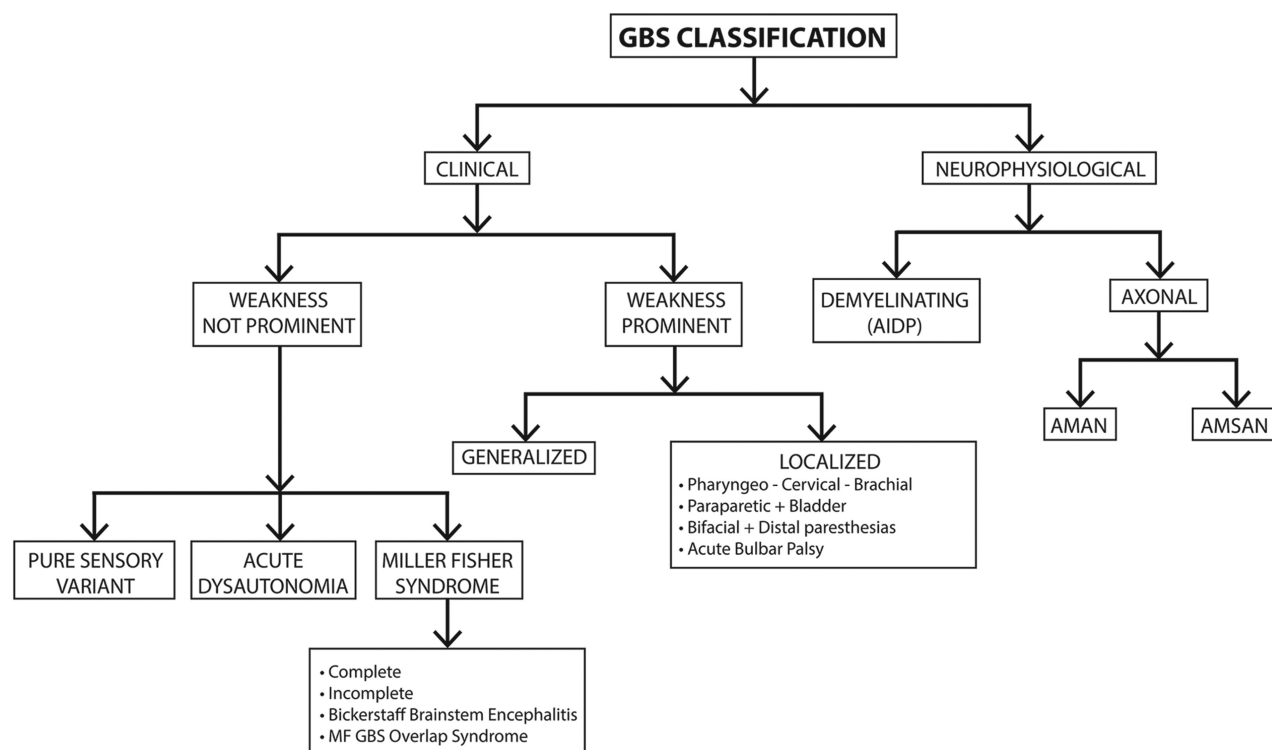 GBS CLASSIFICATION
CLINICAL
NEUROPHYSIOLOGICAL
WEAKNESS
NOT PROMINENT
WEAKNESS
PROMINENT
DEMYELINATING
(AIDP)
AXONAL
AMAN
AMSAN
GENERALIZED
LOCALIZED
• Pharyngeo - Cervical - Brachial
• Paraparetic + Bladder
• Bifacial + Distal paresthesias
• Acute Bulbar Palsy
PURE SENSORY
VARIANT
ACUTE
DYSAUTONOMIA
MILLER FISHER
SYNDROME
• Complete
• Incomplete
• Bickerstaff Brainstem Encephalitis
• MF GBS Overlap Syndrome